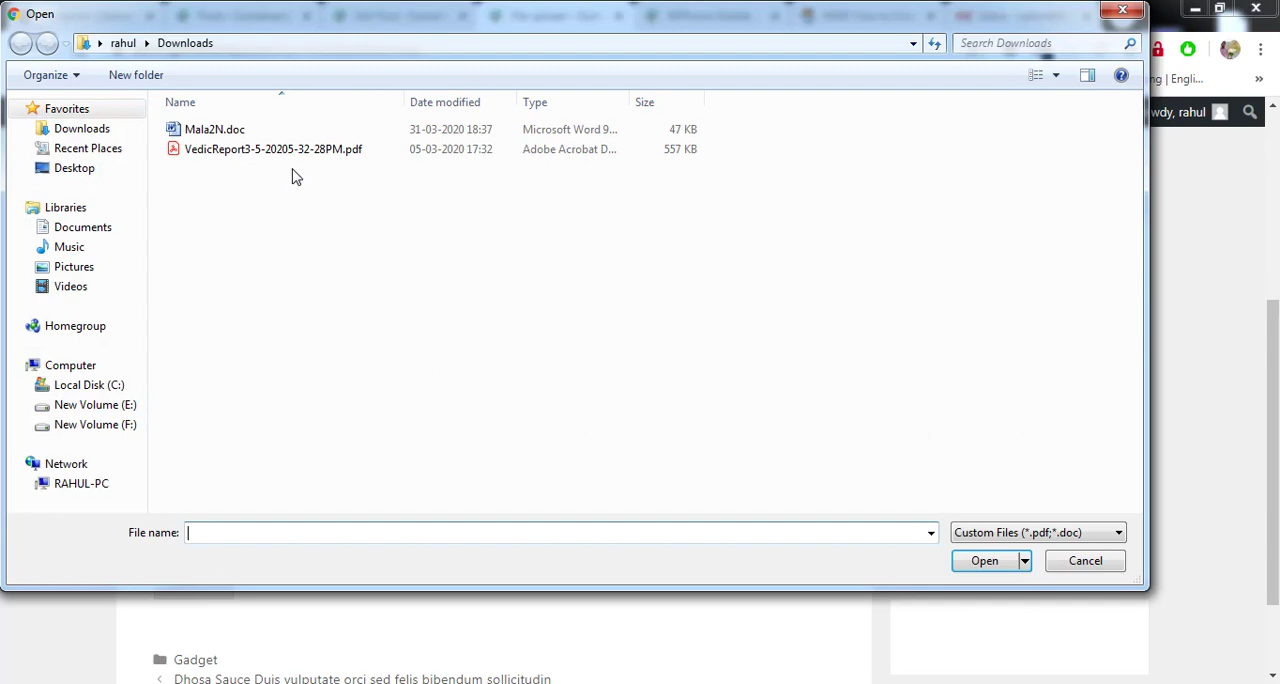 Open
rahul Downloads
Search Downloads
Organize New folder
ng | Engli... »
Favorites
Downloads
Recent Places
Desktop
Libraries
Documents
Music
Pictures
Videos
Homegroup
Computer
Local Disk (C:)
New Volume (E:)
New Volume (F:)
Network
RAHUL-PC
Name Date modified Type Size
Mala2N.doc 31-03-2020 18:37 Microsoft Word 9... 47 KB
VedicReport3-5-20205-32-28PM.pdf 05-03-2020 17:32 Adobe Acrobat D... 557 KB
wdy, rahul
File name: Custom Files (*.pdf;*.doc)
Open Cancel
Gadget
Dhosa Sauce Duis vulputate orci sed felis bibendum sollicitudin